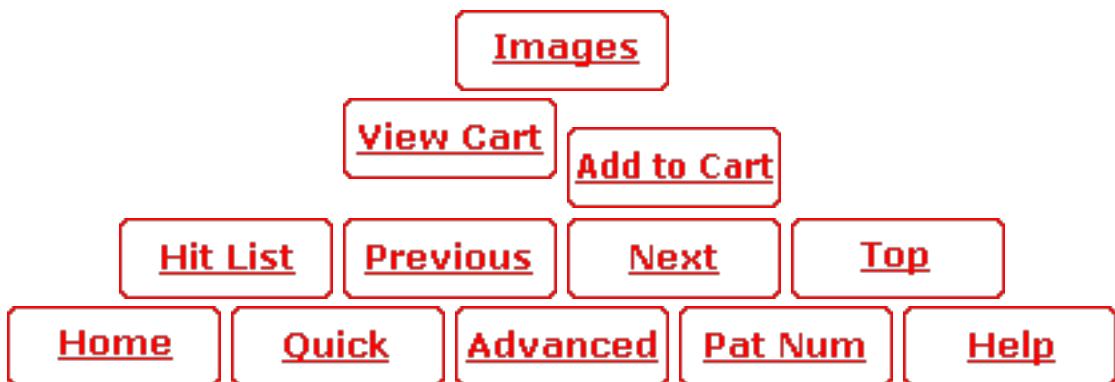 Images
View Cart
Add to Cart
Hit List Previous Next Top
Home Quick Advanced Pat Num Help